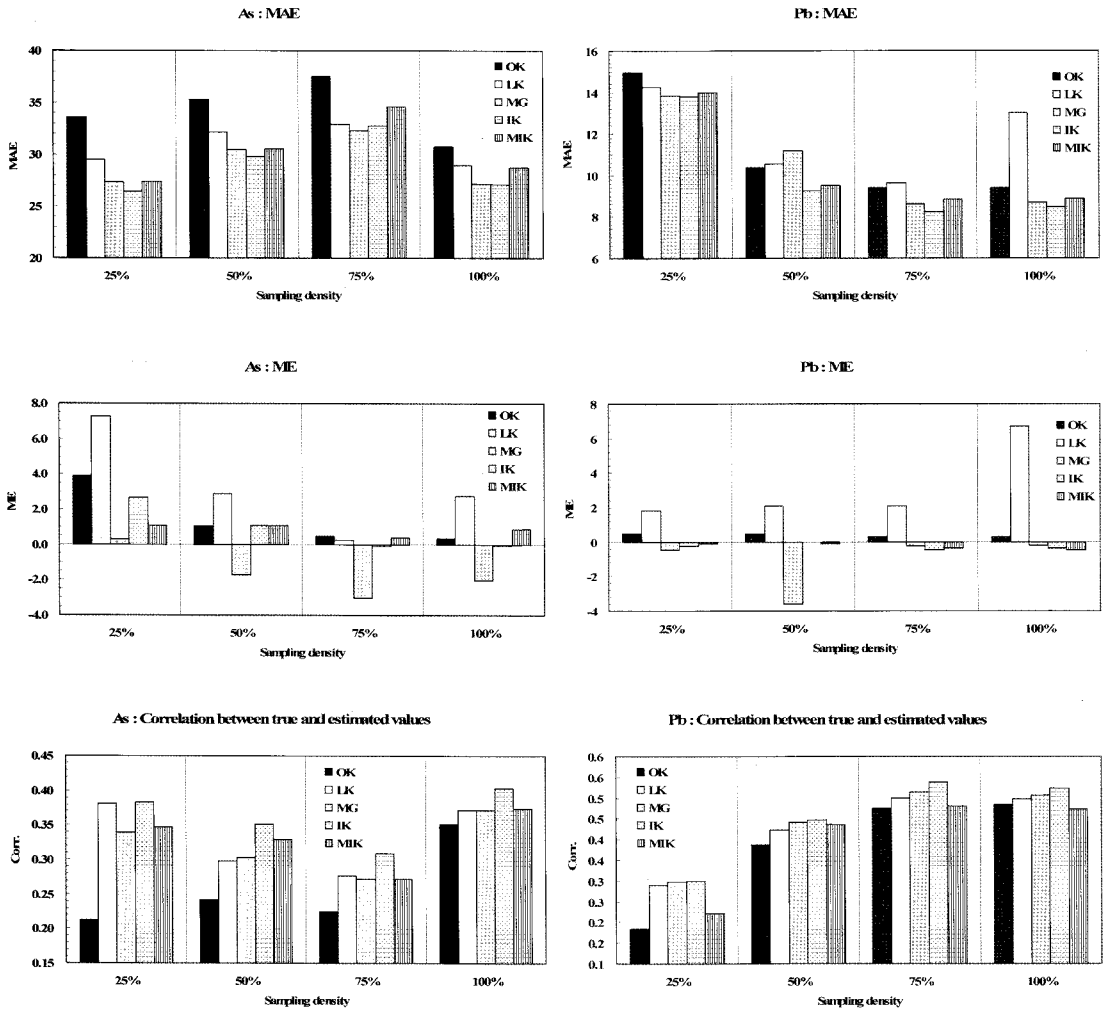 As : MAE
40
35
30
25
20
MAE
OK
LK
MG
IK
MIK
25%
50%
75%
100%
Sampling density
Pb : MAE
16
14
12
10
8
6
MAE
OK
LK
MG
IK
MIK
25%
50%
75%
100%
Sampling density
As : ME
8.0
6.0
4.0
2.0
0.0
-2.0
-4.0
ME
OK
LK
MG
IK
MIK
25%
50%
75%
100%
Sampling density
Pb : ME
8
6
4
2
0
-2
-4
ME
OK
LK
MG
IK
MIK
25%
50%
75%
100%
Sampling density
As : Correlation between true and estimated values
0.45
0.40
0.35
0.30
0.25
0.20
0.15
Corr.
OK
LK
MG
IK
MIK
25%
50%
75%
100%
Sampling density
Pb : Correlation between true and estimated values
0.6
0.5
0.5
0.4
0.3
0.3
0.2
0.2
0.1
Corr.
OK
LK
MG
IK
MIK
25%
50%
75%
100%
Sampling density